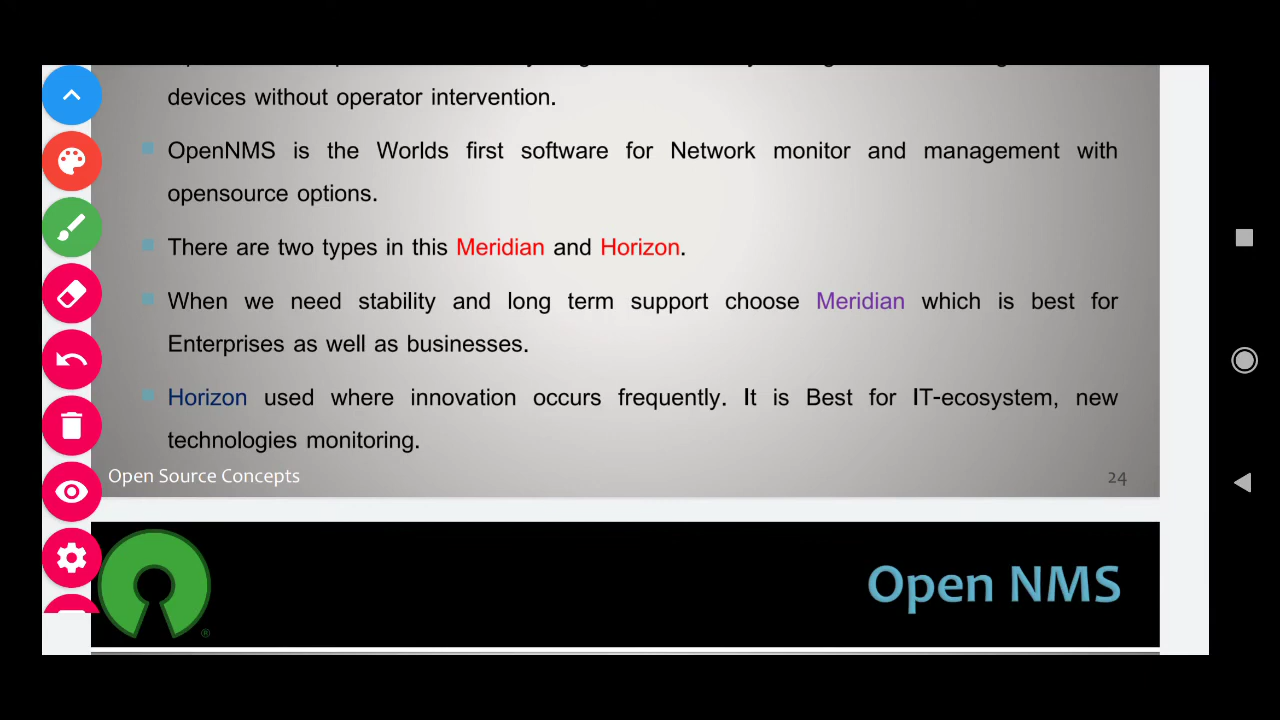 devices without operator intervention.
OpenNMS is the Worlds first software for Network monitor and management with
opensource options.
There are two types in this Meridian and Horizon.
When we need stability and long term support choose Meridian which is best for
Enterprises as well as businesses.
Horizon used where innovation occurs frequently. It is Best for IT-ecosystem, new
technologies monitoring.
Open Source Concepts
24
Open NMS
®